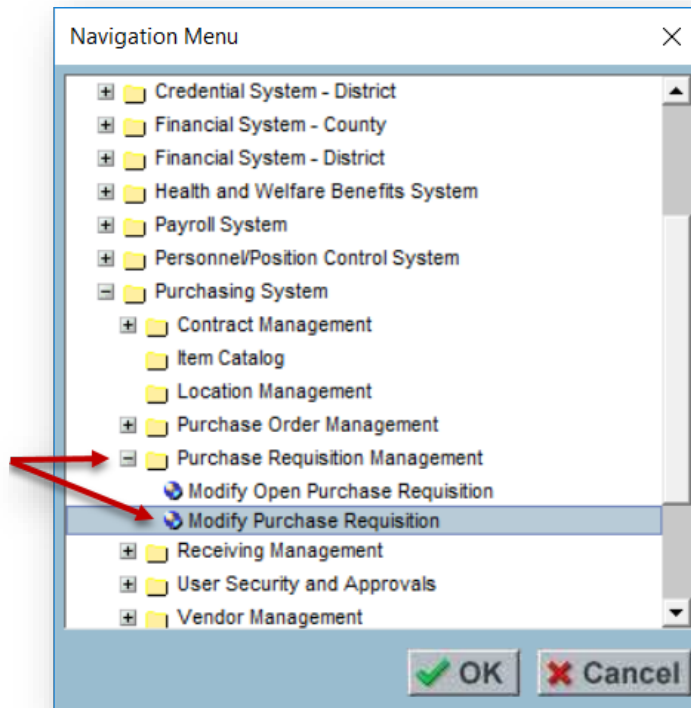 Navigation Menu
Credential System - District
Financial System - County
Financial System - District
Health and Welfare Benefits System
Payroll System
Personnel/Position Control System
Purchasing System
Contract Management
Item Catalog
Location Management
Purchase Order Management
Purchase Requisition Management
Modify Open Purchase Requisition
Modify Purchase Requisition
Receiving Management
User Security and Approvals
Vendor Management
OK Cancel